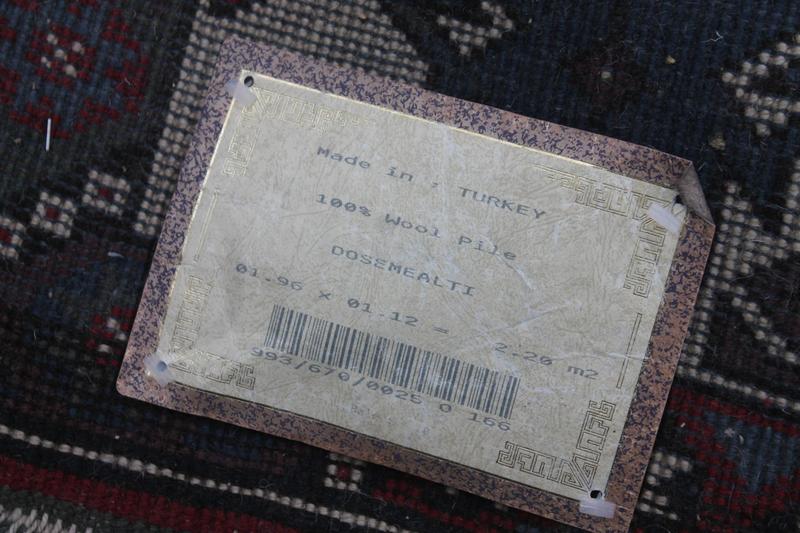 Made in : TURKEY
100% Wool Pile
DOSEMEALTI
01.96 x 01.12 = 2.20 m2
993/670/0025 0 166